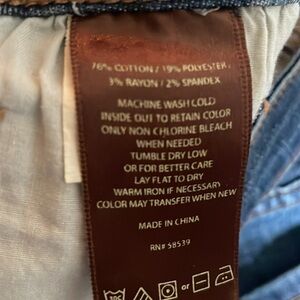 76% COTTON / 19% POLYESTER,
3% RAYON / 2% SPANDEX
MACHINE WASH COLD
INSIDE OUT TO RETAIN COLOR
ONLY NON CHLORINE BLEACH
WHEN NEEDED
TUMBLE DRY LOW
OR FOR BETTER CARE
LAY FLAT TO DRY
WARM IRON IF NECESSARY
COLOR MAY TRANSFER WHEN NEW
MADE IN CHINA
RN# 58539
30C or